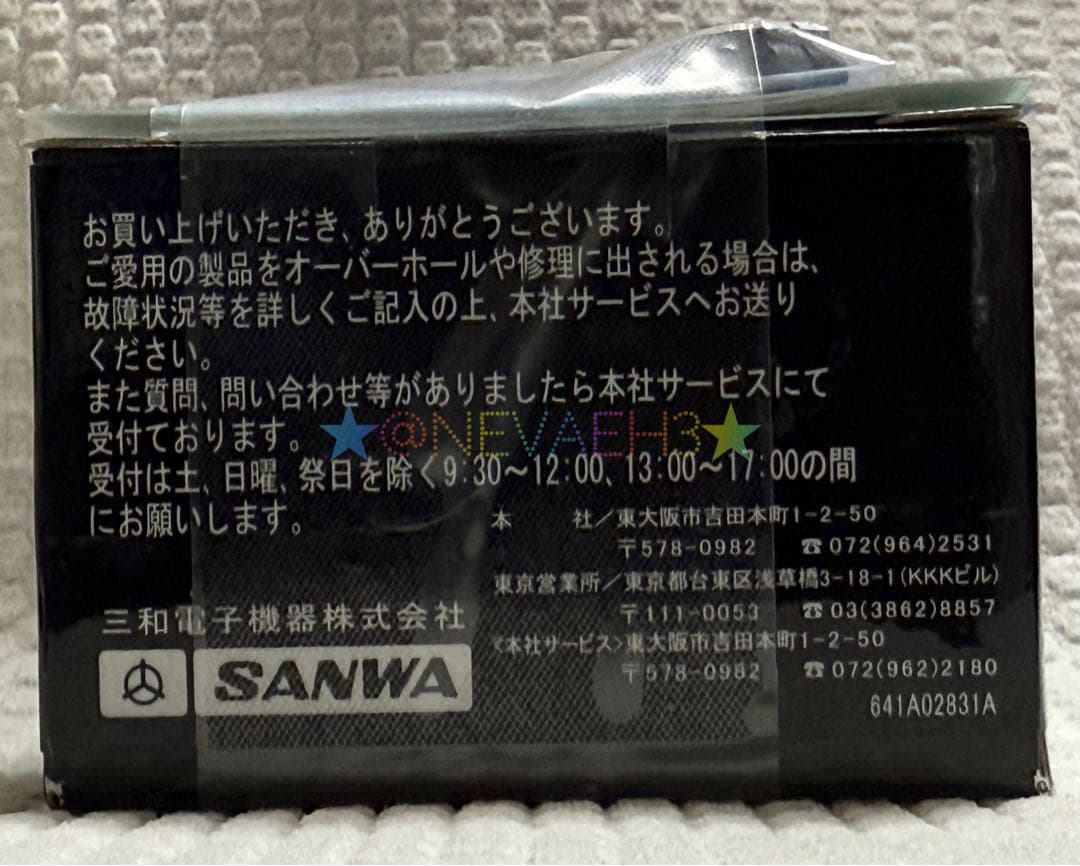 お買い上げいただき、ありがとうございます。
ご愛用の製品をオーバーホールや修理に出される場合は、
故障状況等を詳しくご記入の上、本社サービスへお送り
ください。
また質問、問い合わせ等がありましたら本社サービスにて
受付ております。
★@NEVAEH3★
受付は土、日曜、祭日を除く9:30～12:00、13:00～17:00の間
にお願いします。
本 社／東大阪市吉田本町1-2-50
〒578-0982 ☎072(964)2531
東京営業所／東京都台東区浅草橋3-18-1(KKKビル)
〒111-0053 ☎03(3862)8857
〈本社サービス〉東大阪市吉田本町1-2-50
〒578-0982 ☎072(962)2180
641A02831A
三和電子機器株式会社
SANWA